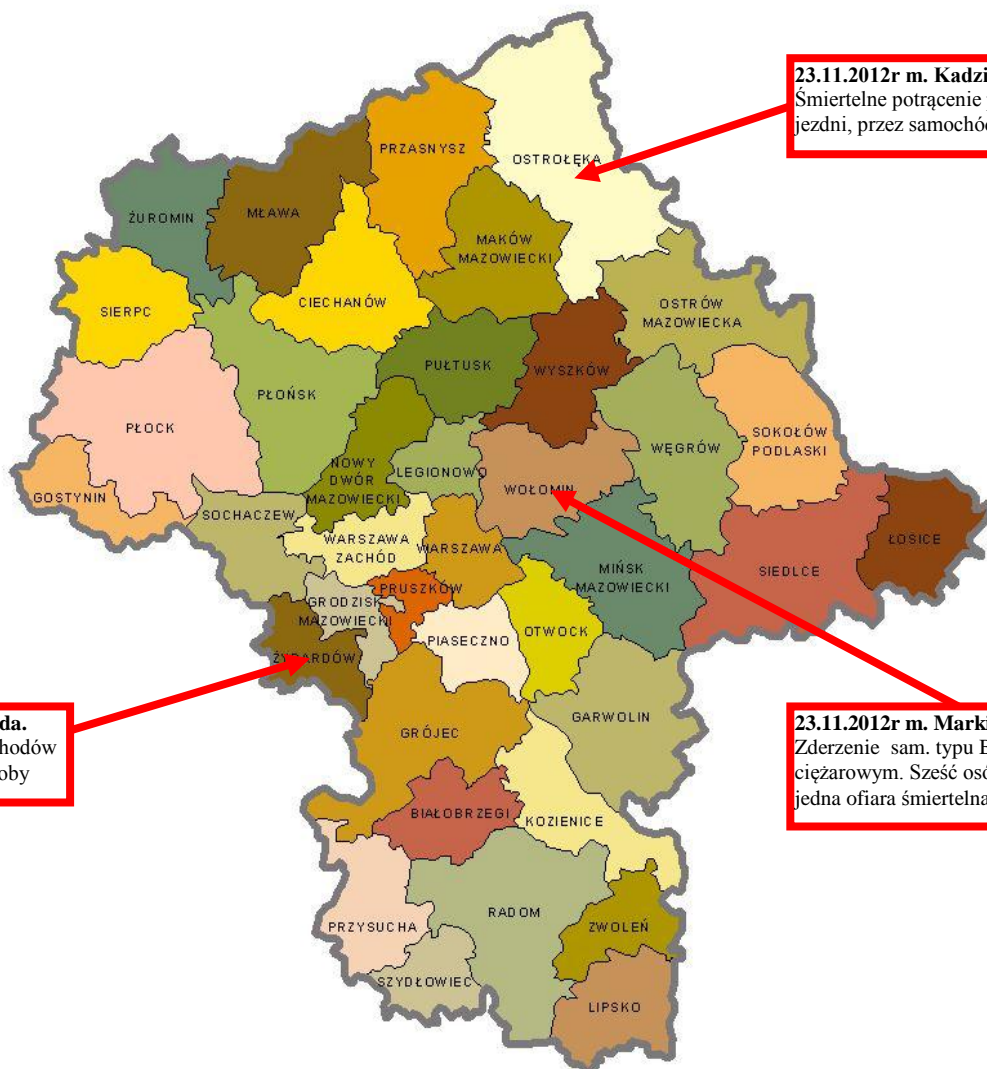 23.11.2012r m.
Śmiertelne potrącenie
jezdni, przez samochód
PRZASNYSZ
OSTROŁĘKA
ŻUROMIN
MŁAWA
MAKÓW
MAZOWIECKI
CIECHANÓW
SIERPC
OSTRÓW
MAZOWIECKA
PUŁTUSK
WYSZKÓW
PŁOŃSK
PŁOCK
SOKOŁÓW
PODLASKI
WĘGRÓW
NOWY
DWÓR
MAZOWIECKI
LEGIONOWO
GOSTYNIN
WOŁOMIN
SOCHACZEW
WARSZAWA
ZACHÓD
WARSZAWA
ŁOSICE
MIŃSK
MAZOWIECKI
SIEDLCE
PRUSZKÓW
GRODZISK
MAZOWIECKI
PIASECZNO
OTWOCK
ŻYRARDÓW
GARWOLIN
da.
hodów
oby
GRÓJEC
23.11.2012r m. Marki
Zderzenie sam. typu
ciężarowym. Sześć
jedna ofiara śmiertelna
BIAŁOBRZEGI
KOZIENICE
RADOM
PRZYSUCHA
ZWOLEŃ
SZYDŁOWIEC
LIPSKO